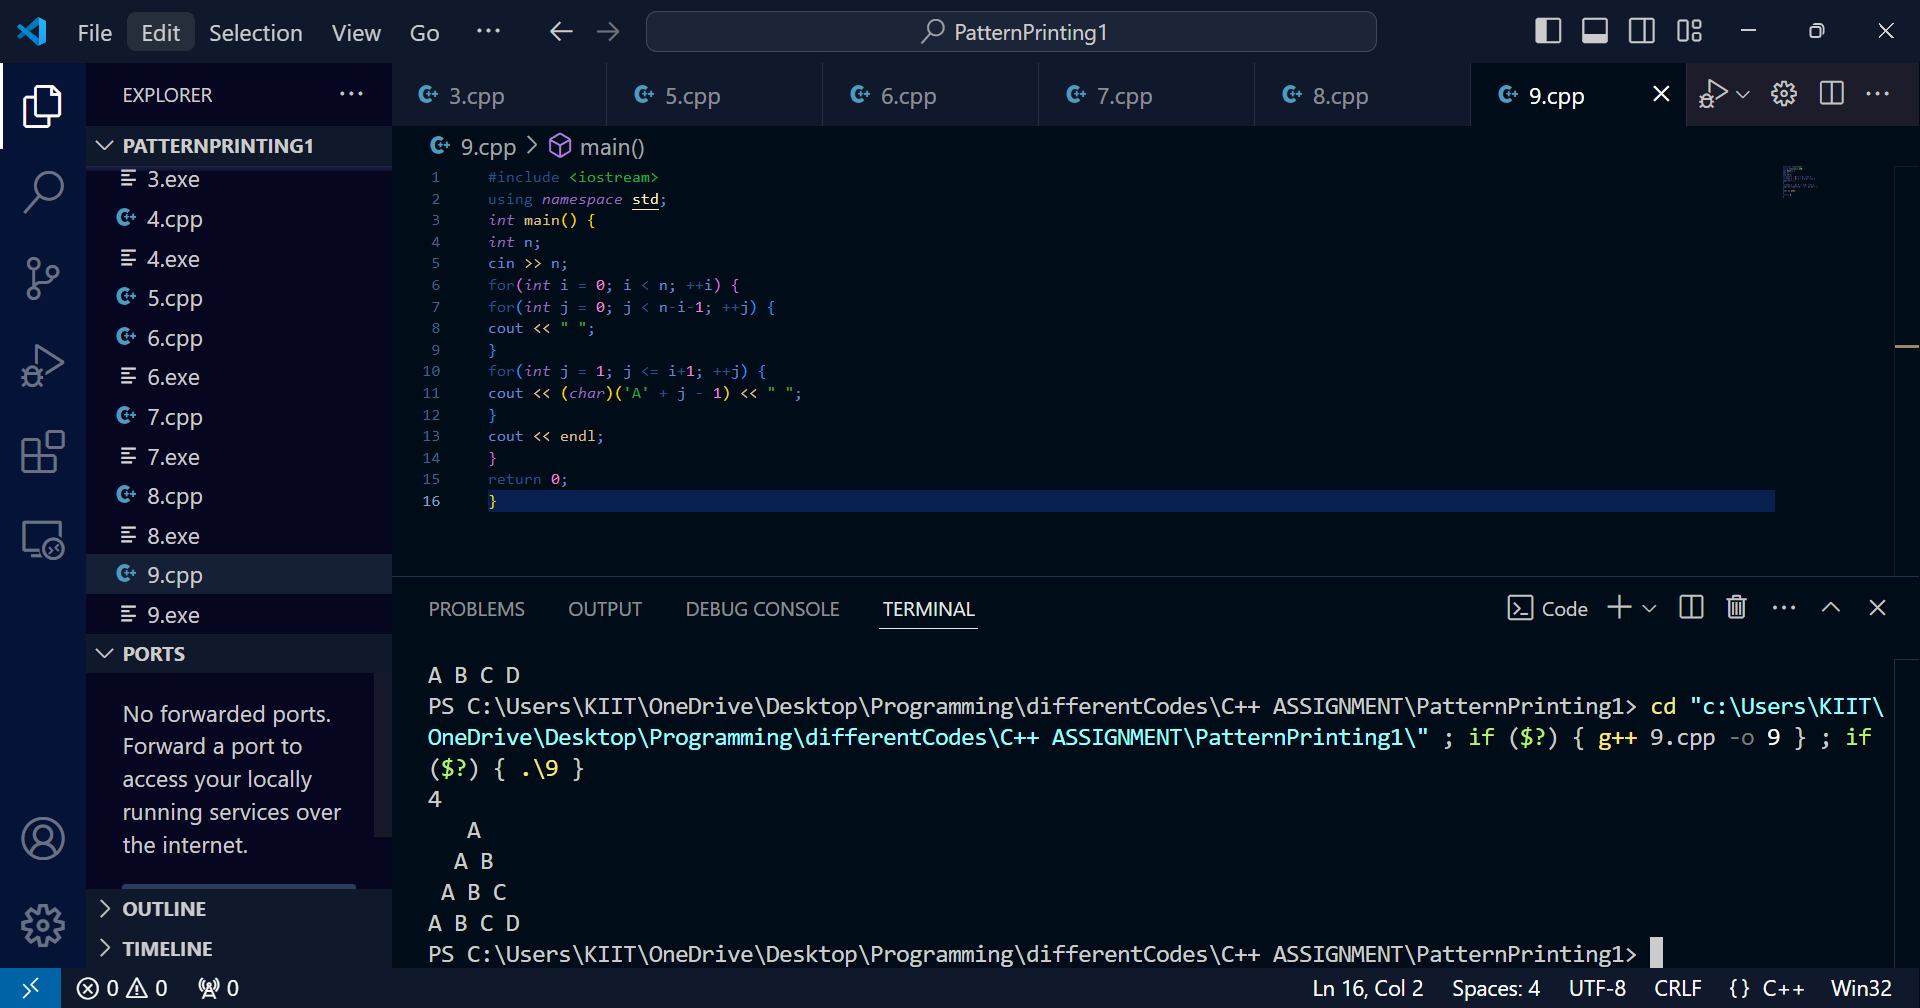 File Edit Selection View Go ··· PatternPrinting1
EXPLORER ···
PATTERNPRINTING1
3.exe
4.cpp
4.exe
5.cpp
6.cpp
6.exe
7.cpp
7.exe
8.cpp
8.exe
9.cpp
9.exe
PORTS
No forwarded ports.
Forward a port to
access your locally
running services over
the internet.
OUTLINE
TIMELINE
3.cpp 5.cpp 6.cpp 7.cpp 8.cpp 9.cpp
9.cpp > main()
1 #include <iostream>
2 using namespace std;
3 int main() {
4 int n;
5 cin >> n;
6 for(int i = 0; i < n; ++i) {
7 for(int j = 0; j < n-i-1; ++j) {
8 cout << " ";
9 }
10 for(int j = 1; j <= i+1; ++j) {
11 cout << (char)('A' + j - 1) << " ";
12 }
13 cout << endl;
14 }
15 return 0;
16 }
PROBLEMS OUTPUT DEBUG CONSOLE TERMINAL Code
A B C D
PS C:\Users\KIIT\OneDrive\Desktop\Programming\differentCodes\C++ ASSIGNMENT\PatternPrinting1> cd "c:\Users\KIIT\
OneDrive\Desktop\Programming\differentCodes\C++ ASSIGNMENT\PatternPrinting1\" ; if ($?) { g++ 9.cpp -o 9 } ; if
($?) { .\9 }
4
   A
  A B
 A B C
A B C D
PS C:\Users\KIIT\OneDrive\Desktop\Programming\differentCodes\C++ ASSIGNMENT\PatternPrinting1>
0 0 0 Ln 16, Col 2 Spaces: 4 UTF-8 CRLF {} C++ Win32